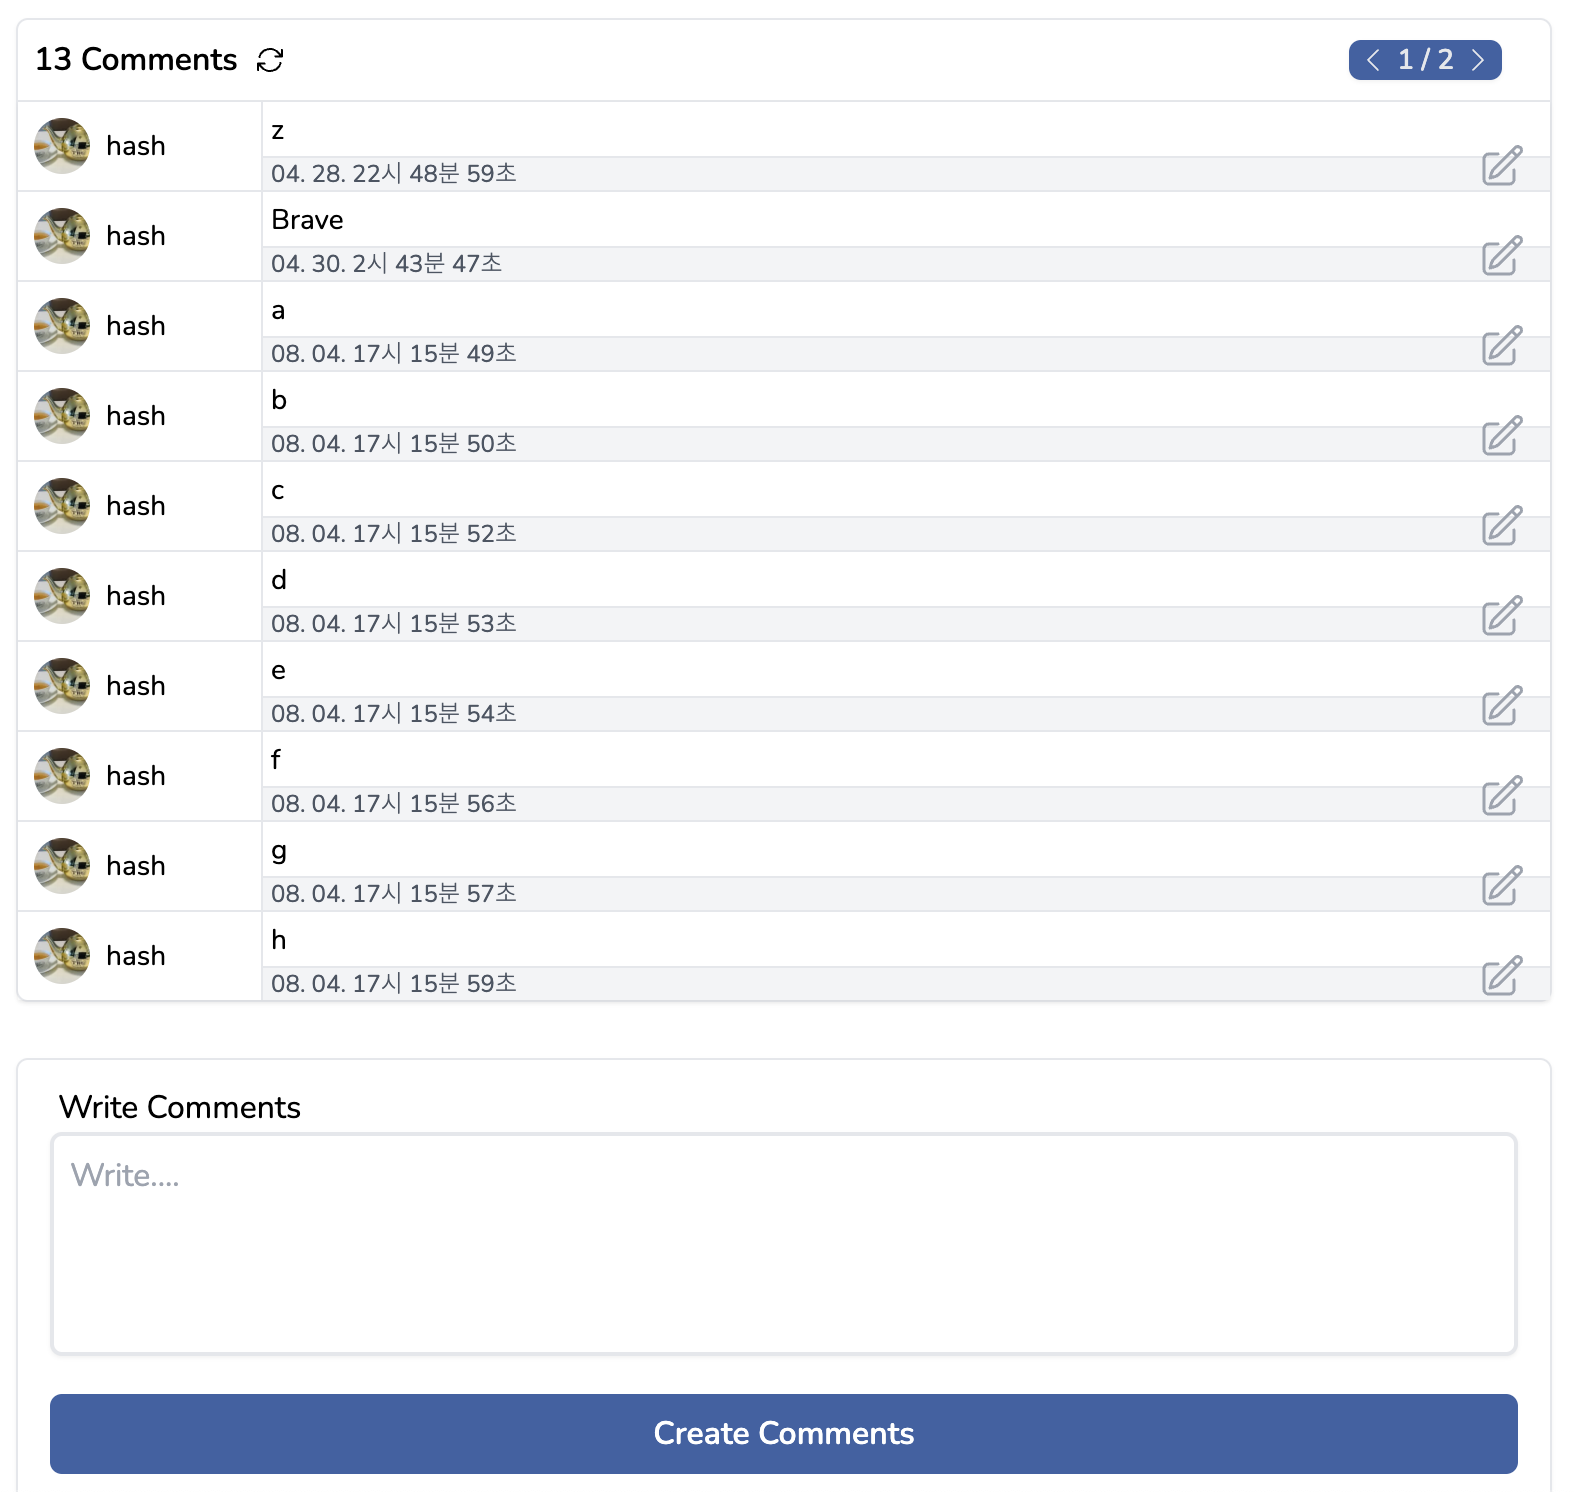 13 Comments
1 / 2
hash
z
04. 28. 22시 48분 59초
hash
Brave
04. 30. 2시 43분 47초
hash
a
08. 04. 17시 15분 49초
hash
b
08. 04. 17시 15분 50초
hash
c
08. 04. 17시 15분 52초
hash
d
08. 04. 17시 15분 53초
hash
e
08. 04. 17시 15분 54초
hash
f
08. 04. 17시 15분 56초
hash
g
08. 04. 17시 15분 57초
hash
h
08. 04. 17시 15분 59초
Write Comments
Write....
Create Comments